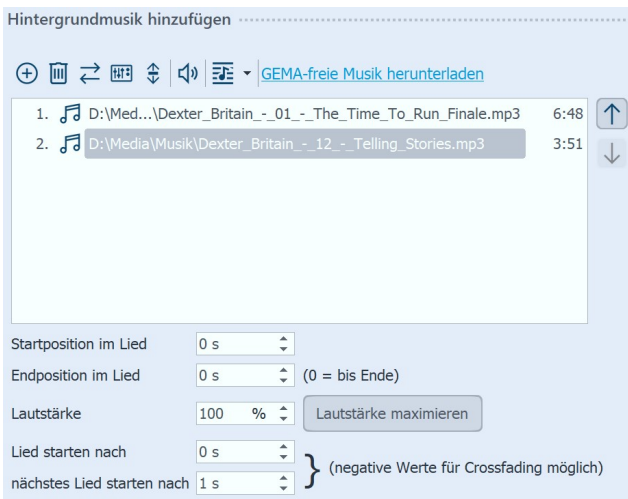 Hintergrundmusik hinzufügen
GEMA-freie Musik herunterladen
1. D:\Med...\Dexter_Britain_-_01_-_The_Time_To_Run_Finale.mp3 6:48
2. D:\Media\Musik\Dexter_Britain_-_12_-_Telling_Stories.mp3 3:51
Startposition im Lied 0 s
Endposition im Lied 0 s (0 = bis Ende)
Lautstärke 100 % Lautstärke maximieren
Lied starten nach 0 s
(negative Werte für Crossfading möglich)
nächstes Lied starten nach 1 s